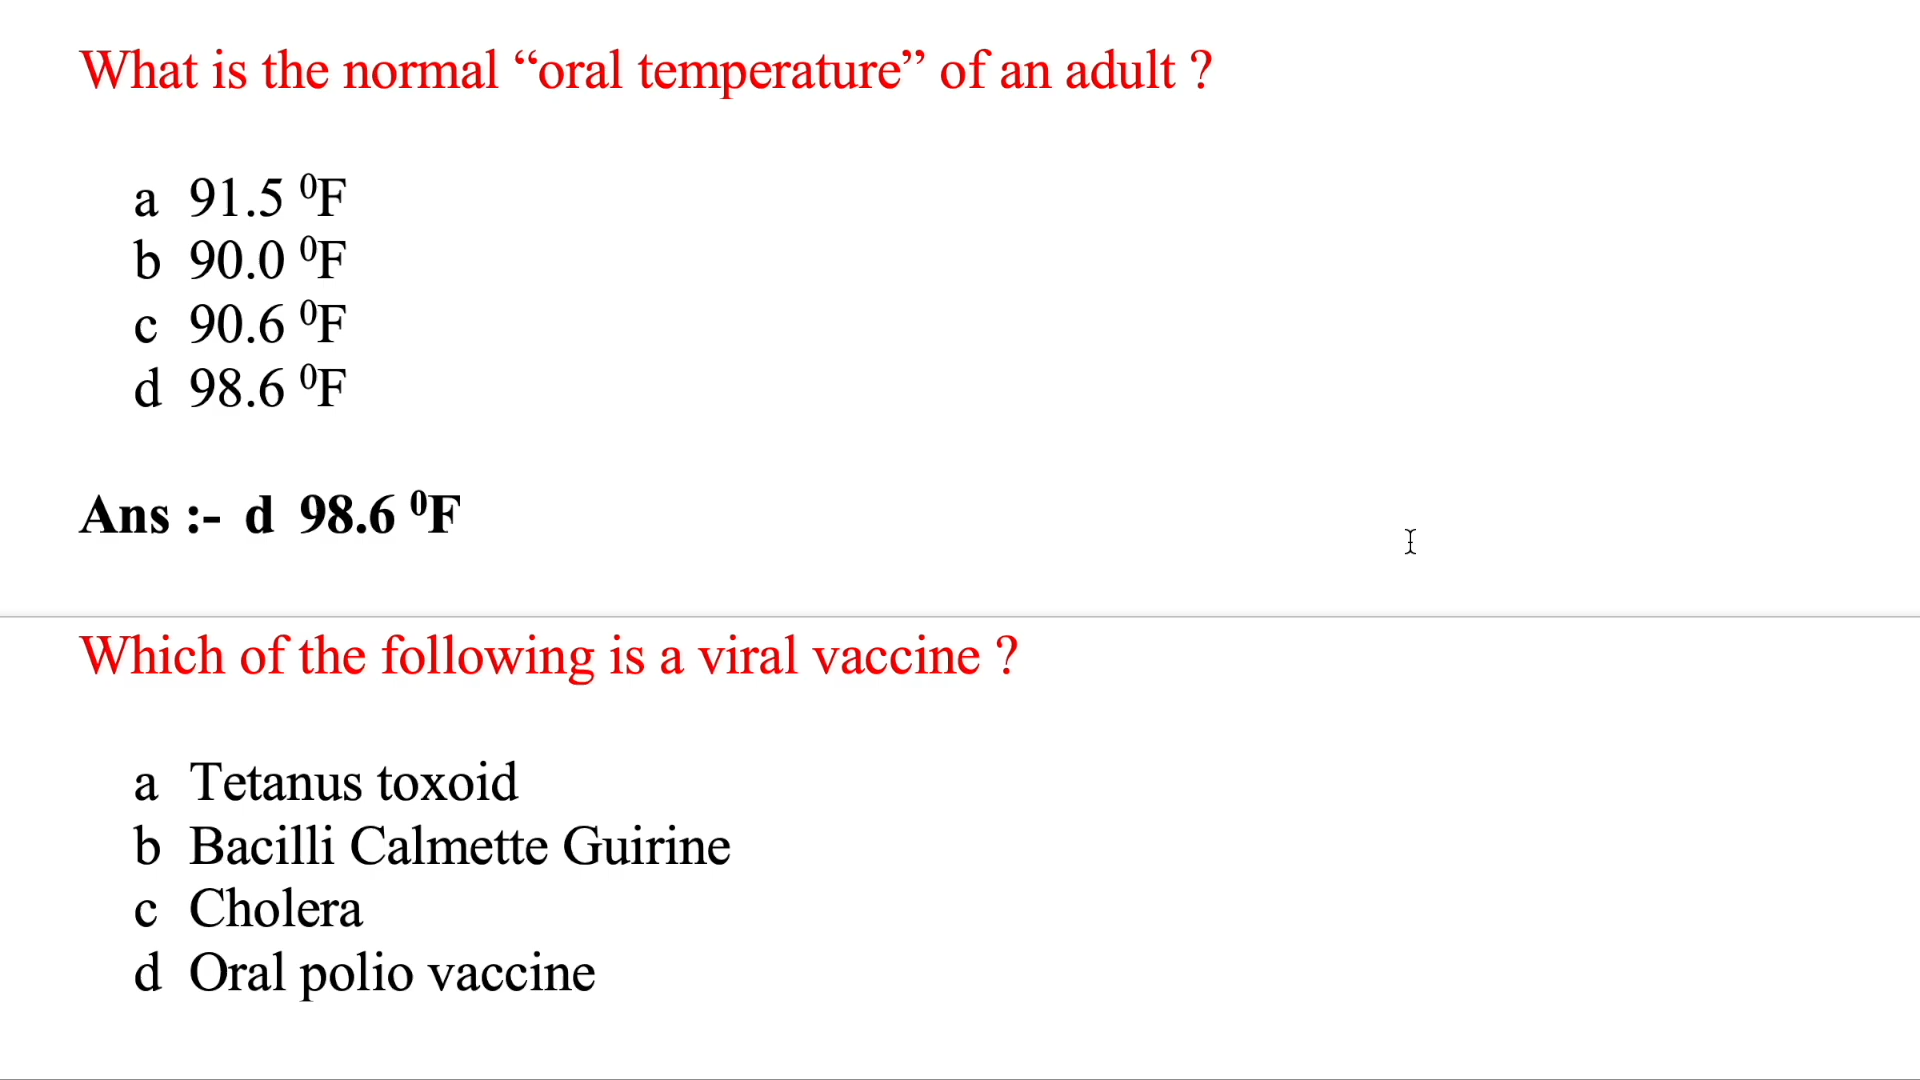 What is the normal “oral temperature” of an adult ?
a 91.5 ⁰F
b 90.0 ⁰F
c 90.6 ⁰F
d 98.6 ⁰F
Ans :- d 98.6 ⁰F
Which of the following is a viral vaccine ?
a Tetanus toxoid
b Bacilli Calmette Guirine
c Cholera
d Oral polio vaccine